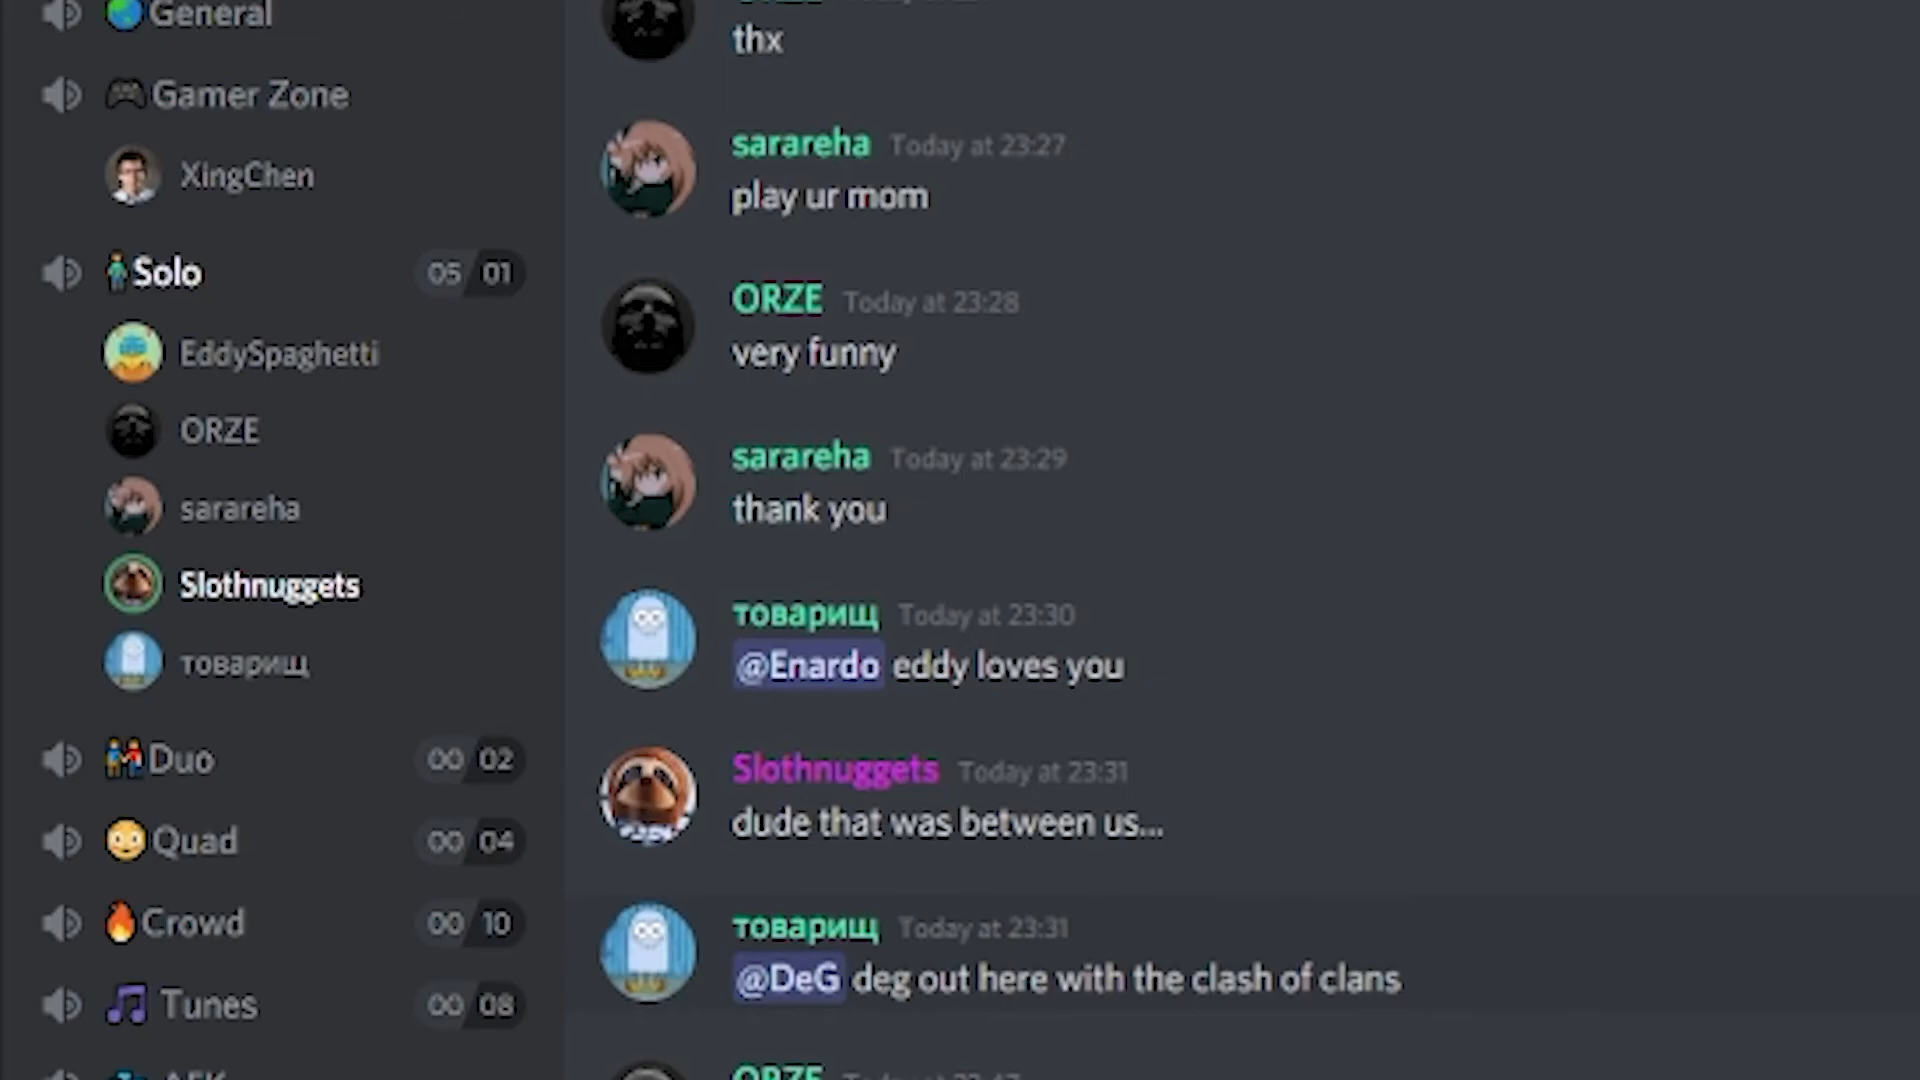 General
Gamer Zone
XingChen
Solo 05 01
EddySpaghetti
ORZE
sarareha
Slothnuggets
товарищ
Duo 00 02
Quad 00 04
Crowd 00 10
Tunes 00 08
AFK
thx
sarareha Today at 23:27
play ur mom
ORZE Today at 23:28
very funny
sarareha Today at 23:29
thank you
товарищ Today at 23:30
@Enardo eddy loves you
Slothnuggets Today at 23:31
dude that was between us...
товарищ Today at 23:31
@DeG deg out here with the clash of clans
ORZE